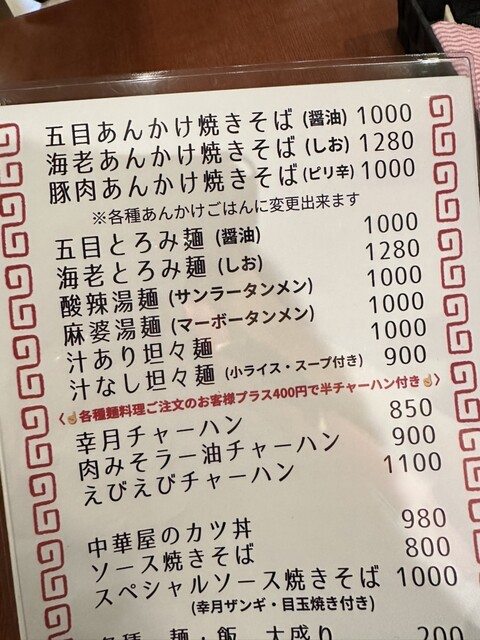 五目あんかけ焼きそば (醤油) 1000
海老あんかけ焼きそば (しお) 1280
豚肉あんかけ焼きそば (ピリ辛) 1000
※各種あんかけごはんに変更出来ます
五目とろみ麺 (醤油) 1000
海老とろみ麺 (しお) 1280
酸辣湯麺 (サンラータンメン) 1000
麻婆湯麺 (マーボータンメン) 1000
汁あり坦々麺 1000
汁なし坦々麺 (小ライス・スープ付き) 900
〈☝各種麺料理ご注文のお客様プラス400円で半チャーハン付き☝〉
幸月チャーハン 850
肉みそラー油チャーハン 900
えびえびチャーハン 1100
中華屋のカツ丼 980
ソース焼きそば 800
スペシャルソース焼きそば 1000
(幸月ザンギ・目玉焼き付き)
各種 麺・飯 大盛り 200